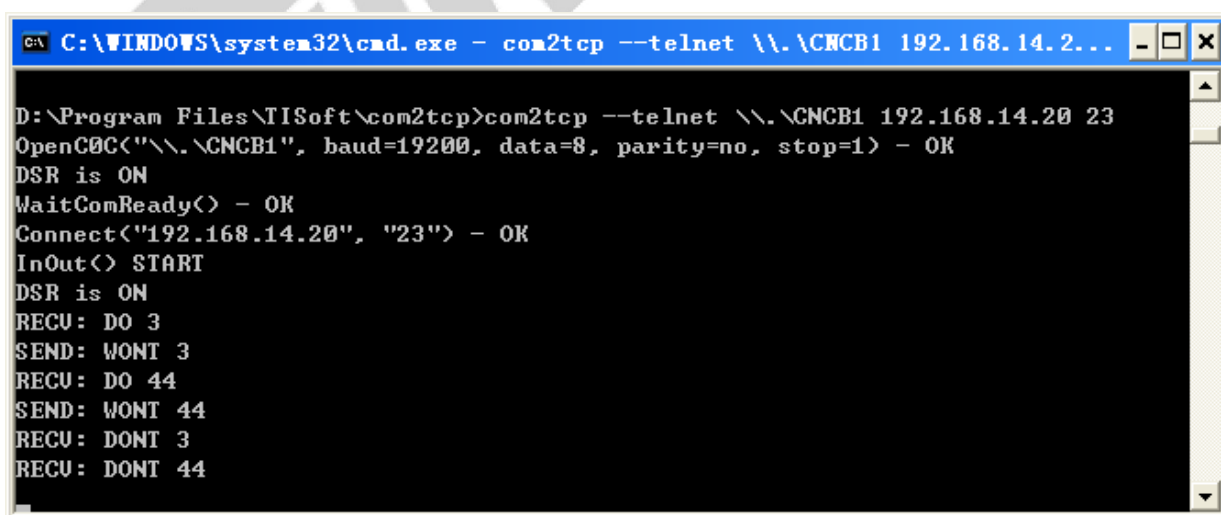 C:\WINDOWS\system32\cmd.exe - com2tcp --telnet \\.\CNCB1 192.168.14.2...
D:\Program Files\TISoft\com2tcp>com2tcp --telnet \\.\CNCB1 192.168.14.20 23
OpenC0C("\\.\CNCB1", baud=19200, data=8, parity=no, stop=1) - OK
DSR is ON
WaitComReady() - OK
Connect("192.168.14.20", "23") - OK
InOut() START
DSR is ON
RECV: DO 3
SEND: WONT 3
RECV: DO 44
SEND: WONT 44
RECV: DONT 3
RECV: DONT 44